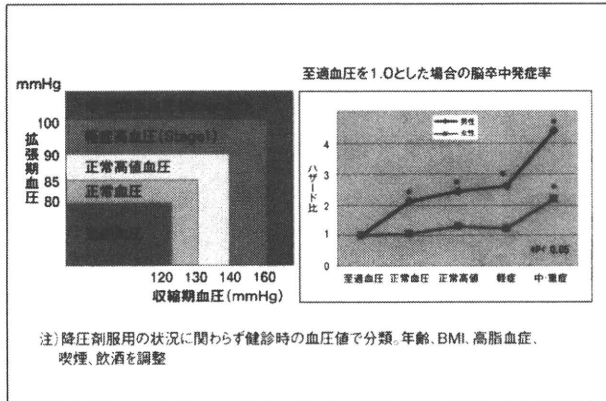 mmHg
至適血圧を1.0とした場合の脳卒中発症率
100
軽症高血圧(Stage1)
90
正常高値血圧
85
正常血圧
80
至適血圧
拡張期血圧
120 130 140 160
収縮期血圧(mmHg)
男性
女性
ハザード比
4
3
2
1
0
*P< 0.05
至適血圧 正常血圧 正常高値 軽症 中・重症
注)降圧剤服用の状況に関わらず健診時の血圧値で分類。年齢、BMI、高脂血症、
喫煙、飲酒を調整